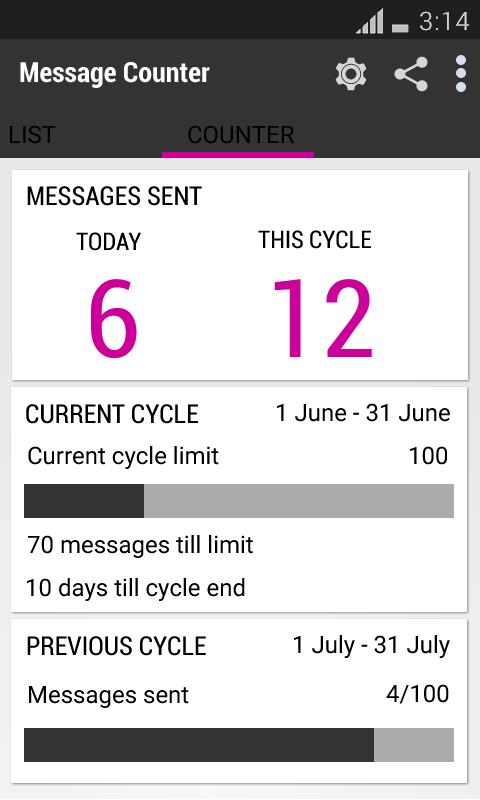 3:14
Message Counter
LIST COUNTER
MESSAGES SENT
TODAY THIS CYCLE
6 12
CURRENT CYCLE 1 June - 31 June
Current cycle limit 100
70 messages till limit
10 days till cycle end
PREVIOUS CYCLE 1 July - 31 July
Messages sent 4/100